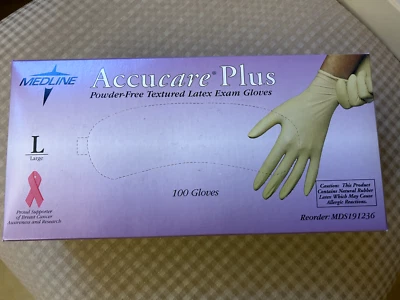 MEDLINE
Accucare® Plus
Powder-Free Textured Latex Exam Gloves
L
Large
100 Gloves
Proud Supporter
of Breast Cancer
Awareness and Research
Caution: This Product
Contains Natural Rubber
Latex Which May Cause
Allergic Reactions.
Reorder: MDS191236